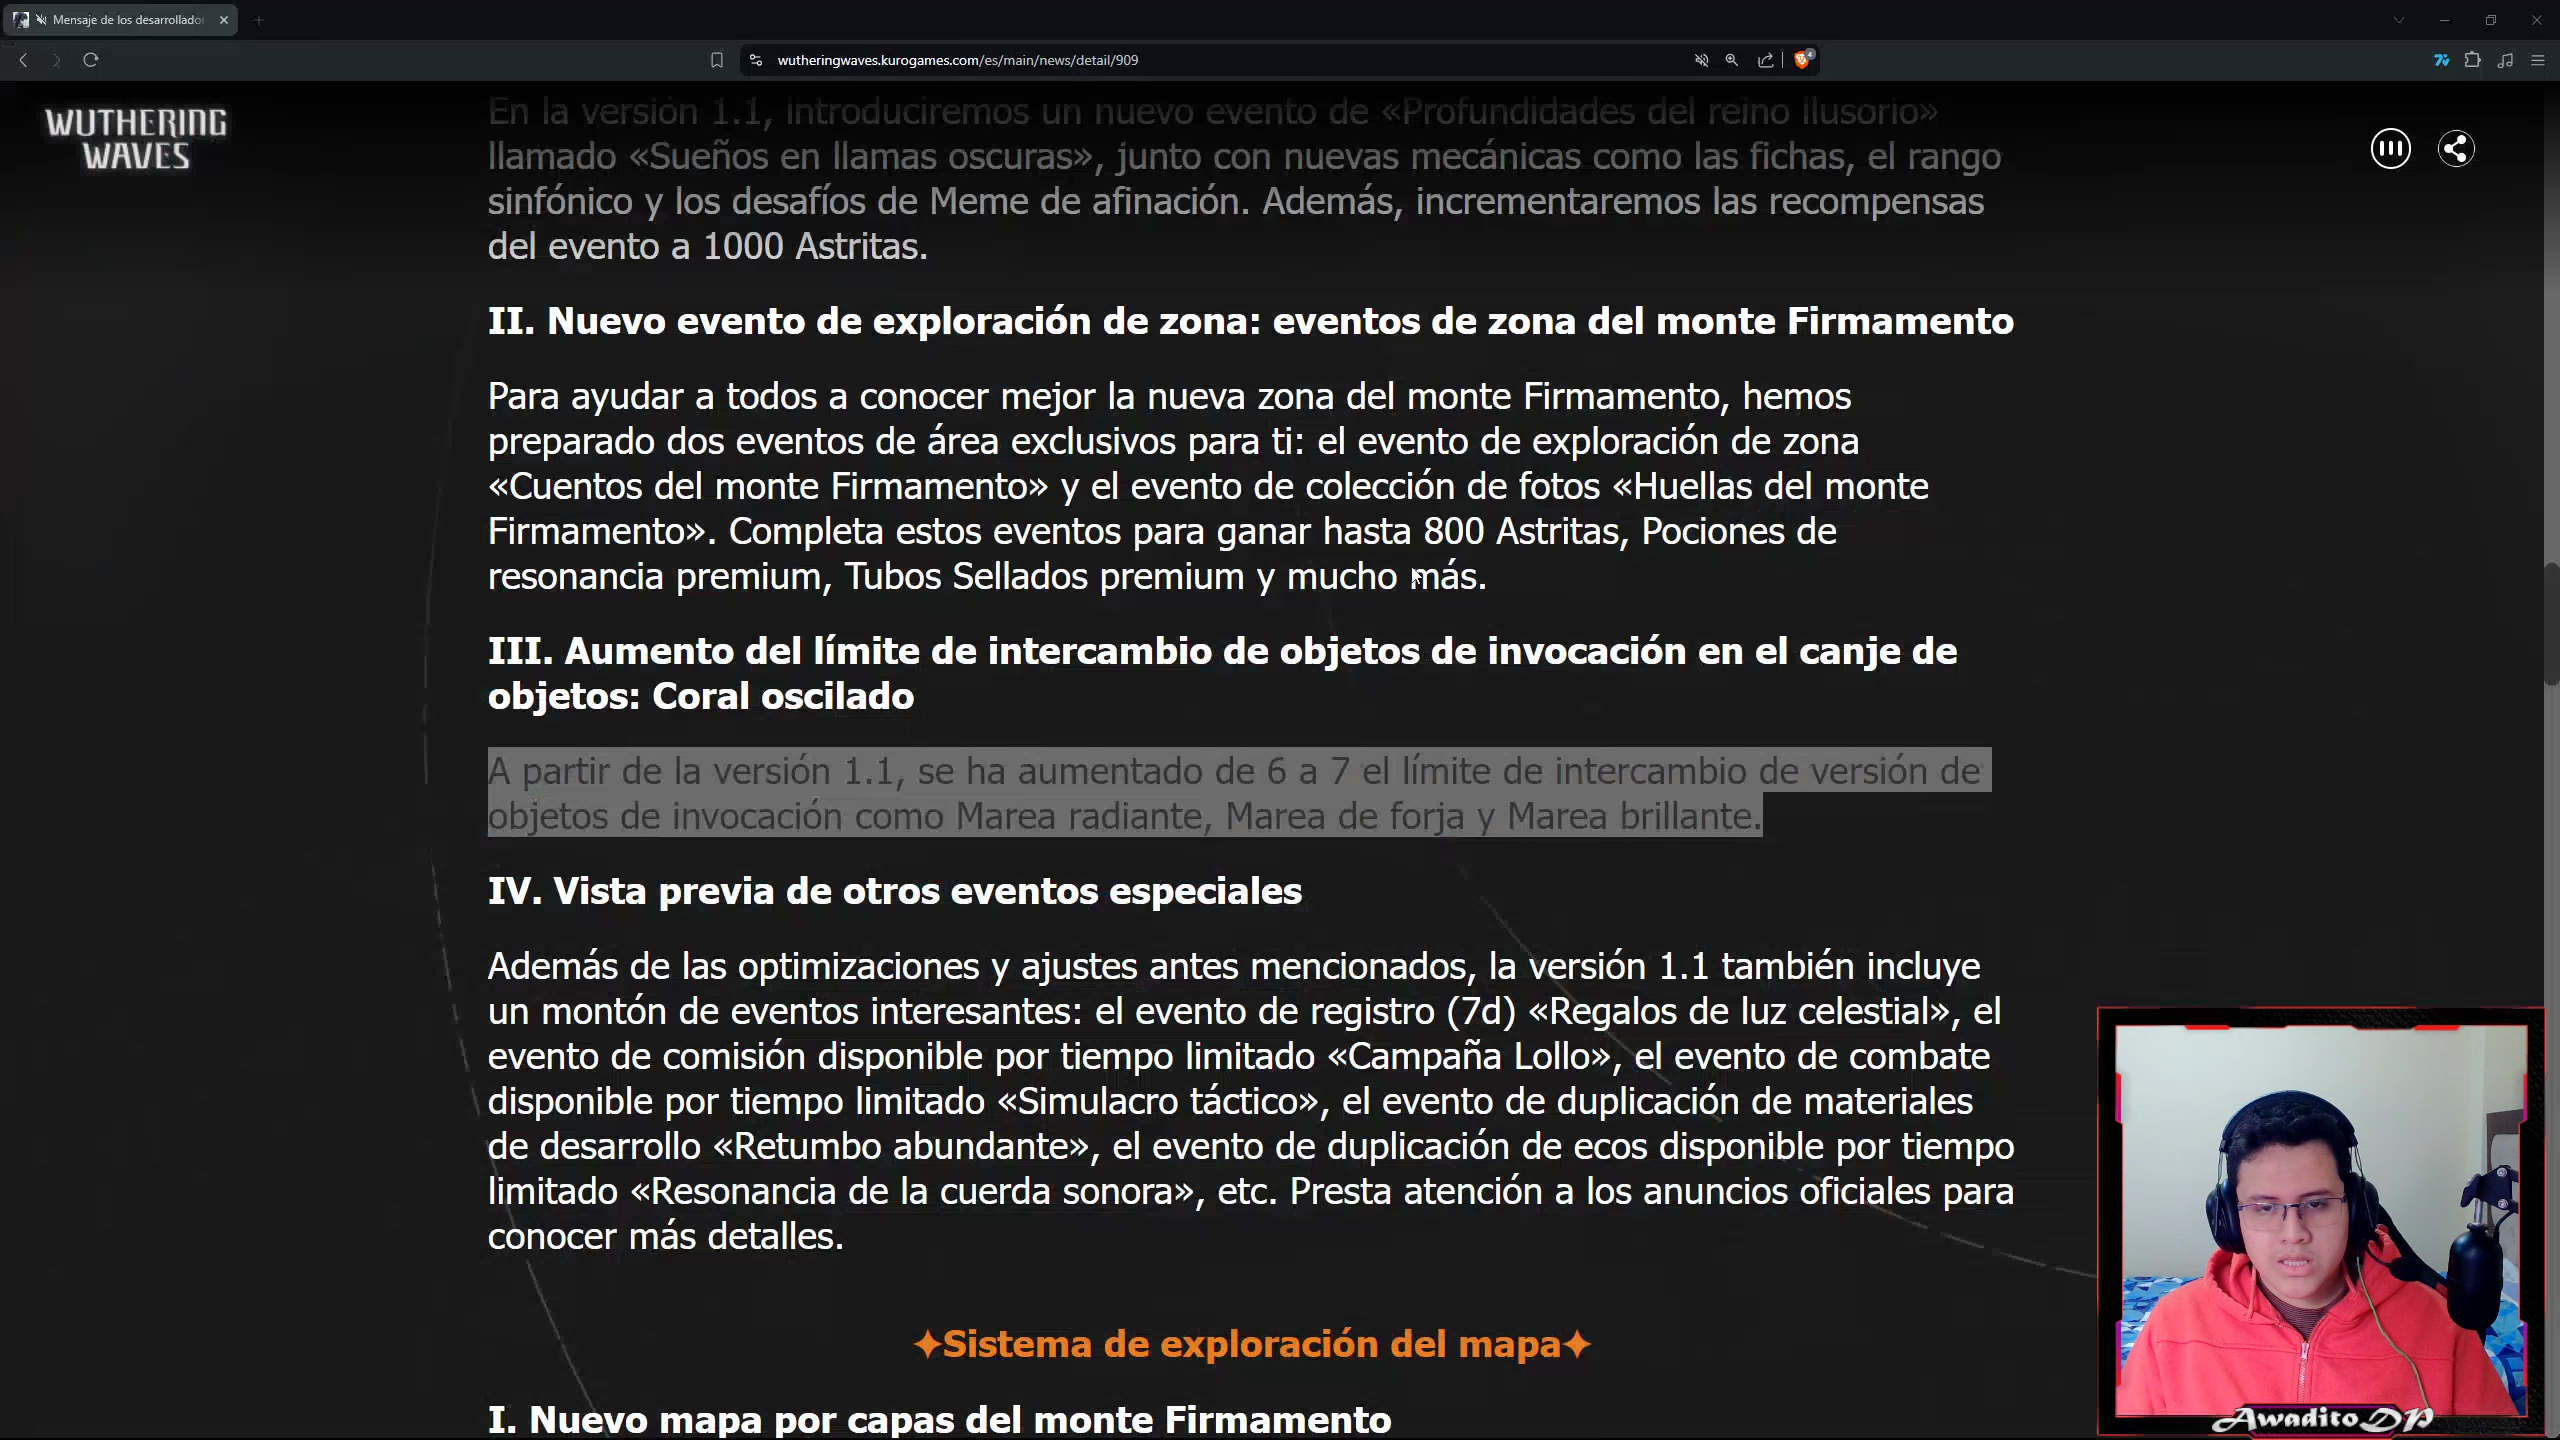 Mensaje de los desarrollador
wutheringwaves.kurogames.com/es/main/news/detail/909
4
WUTHERING
WAVES
En la versión 1.1, introduciremos un nuevo evento de «Profundidades del reino Ilusorio»
llamado «Sueños en llamas oscuras», junto con nuevas mecánicas como las fichas, el rango
sinfónico y los desafíos de Meme de afinación. Además, incrementaremos las recompensas
del evento a 1000 Astritas.
II. Nuevo evento de exploración de zona: eventos de zona del monte Firmamento
Para ayudar a todos a conocer mejor la nueva zona del monte Firmamento, hemos
preparado dos eventos de área exclusivos para ti: el evento de exploración de zona
«Cuentos del monte Firmamento» y el evento de colección de fotos «Huellas del monte
Firmamento». Completa estos eventos para ganar hasta 800 Astritas, Pociones de
resonancia premium, Tubos Sellados premium y mucho más.
III. Aumento del límite de intercambio de objetos de invocación en el canje de
objetos: Coral oscilado
A partir de la versión 1.1, se ha aumentado de 6 a 7 el límite de intercambio de versión de
objetos de invocación como Marea radiante, Marea de forja y Marea brillante.
IV. Vista previa de otros eventos especiales
Además de las optimizaciones y ajustes antes mencionados, la versión 1.1 también incluye
un montón de eventos interesantes: el evento de registro (7d) «Regalos de luz celestial», el
evento de comisión disponible por tiempo limitado «Campaña Lollo», el evento de combate
disponible por tiempo limitado «Simulacro táctico», el evento de duplicación de materiales
de desarrollo «Retumbo abundante», el evento de duplicación de ecos disponible por tiempo
limitado «Resonancia de la cuerda sonora», etc. Presta atención a los anuncios oficiales para
conocer más detalles.
✦Sistema de exploración del mapa✦
I. Nuevo mapa por capas del monte Firmamento
AwaditoDP